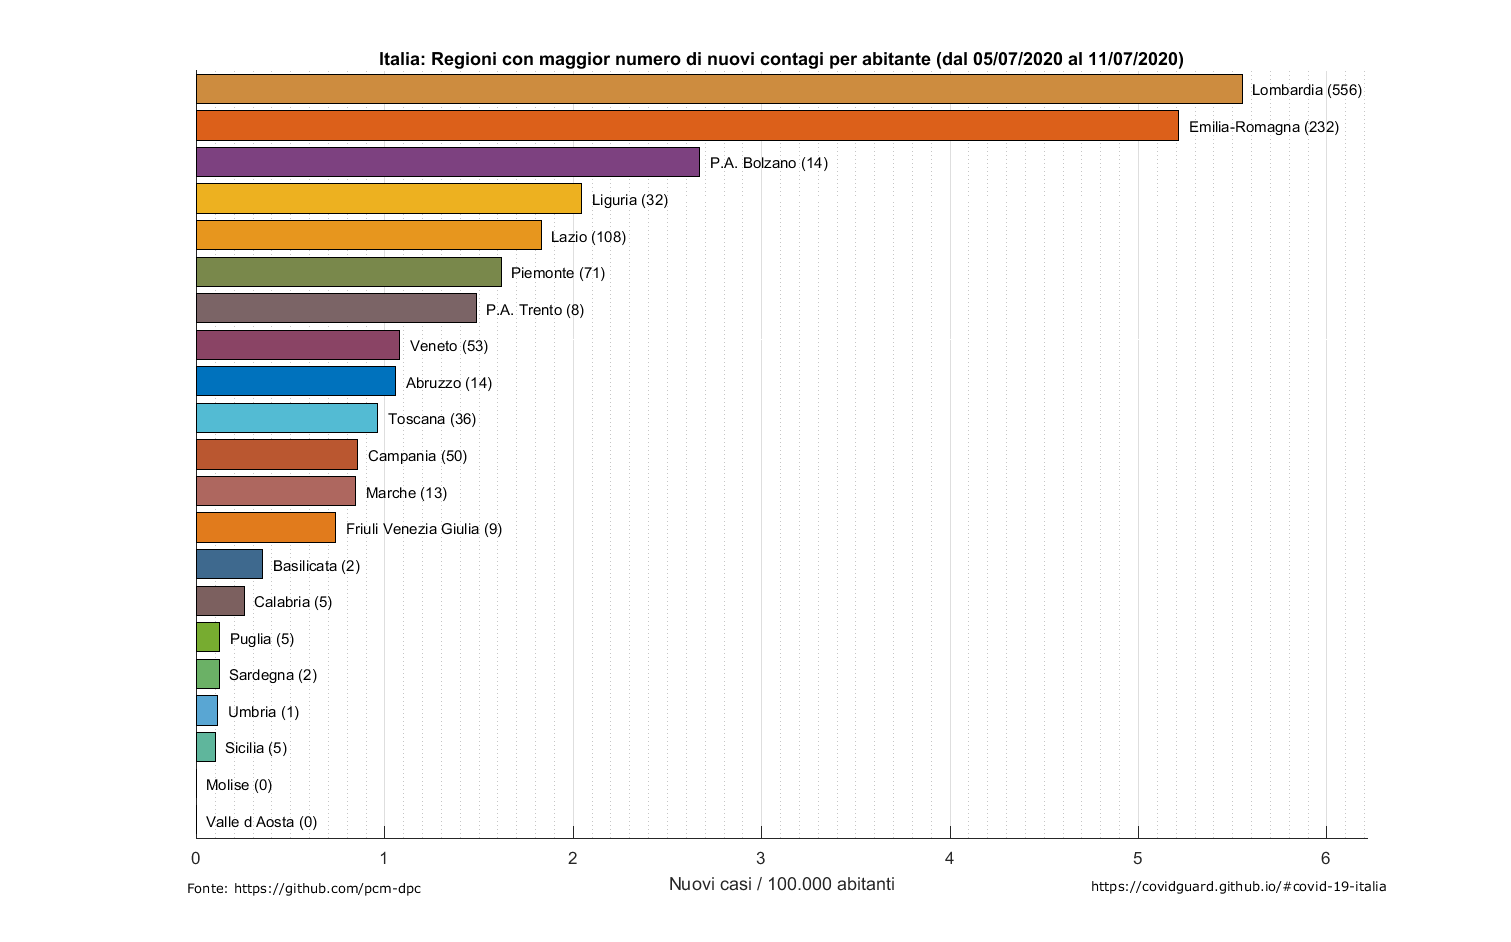 Italia: Regioni con maggior numero di nuovi contagi per abitante (dal 05/07/2020 al 11/07/2020)
Lombardia (556)
Emilia-Romagna (232)
P.A. Bolzano (14)
Liguria (32)
Lazio (108)
Piemonte (71)
P.A. Trento (8)
Veneto (53)
Abruzzo (14)
Toscana (36)
Campania (50)
Marche (13)
Friuli Venezia Giulia (9)
Basilicata (2)
Calabria (5)
Puglia (5)
Sardegna (2)
Umbria (1)
Sicilia (5)
Molise (0)
Valle d Aosta (0)
0 1 2 3 4 5 6
Nuovi casi / 100.000 abitanti
Fonte: https://github.com/pcm-dpc
https://covidguard.github.io/#covid-19-italia